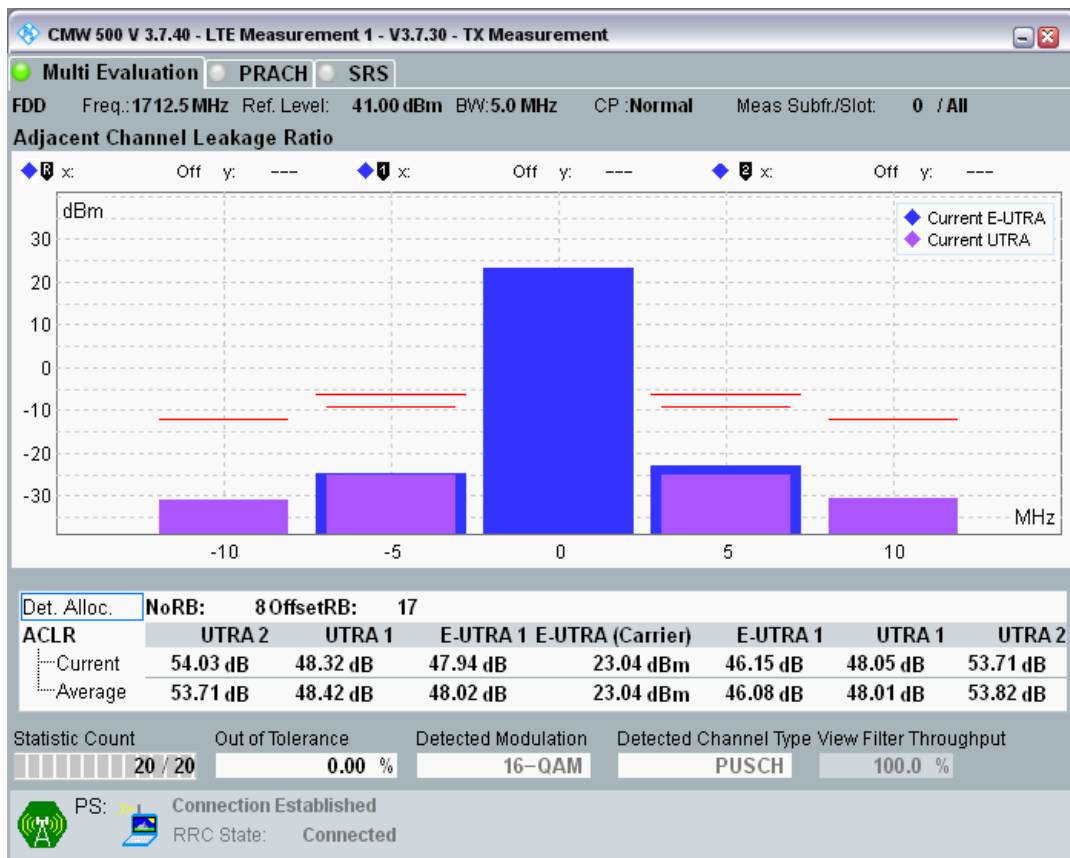 CMW 500 V 3.7.40 - LTE Measurement 1 - V3.7.30 - TX Measurement
Multi Evaluation PRACH SRS
FDD Freq.: 1712.5 MHz Ref. Level: 41.00 dBm BW: 5.0 MHz CP : Normal Meas Subfr./Slot: 0 / All
Adjacent Channel Leakage Ratio
R x: Off y: --- 1 x: Off y: --- 2 x: Off y: ---
dBm
Current E-UTRA
Current UTRA
30
20
10
0
-10
-20
-30
MHz
-10 -5 0 5 10
Det. Alloc. NoRB: 8 OffsetRB: 17
ACLR UTRA 2 UTRA 1 E-UTRA 1 E-UTRA (Carrier) E-UTRA 1 UTRA 1 UTRA 2
Current 54.03 dB 48.32 dB 47.94 dB 23.04 dBm 46.15 dB 48.05 dB 53.71 dB
Average 53.71 dB 48.42 dB 48.02 dB 23.04 dBm 46.08 dB 48.01 dB 53.82 dB
Statistic Count Out of Tolerance Detected Modulation Detected Channel Type View Filter Throughput
20 / 20 0.00 % 16-QAM PUSCH 100.0 %
PS: Connection Established
RRC State: Connected